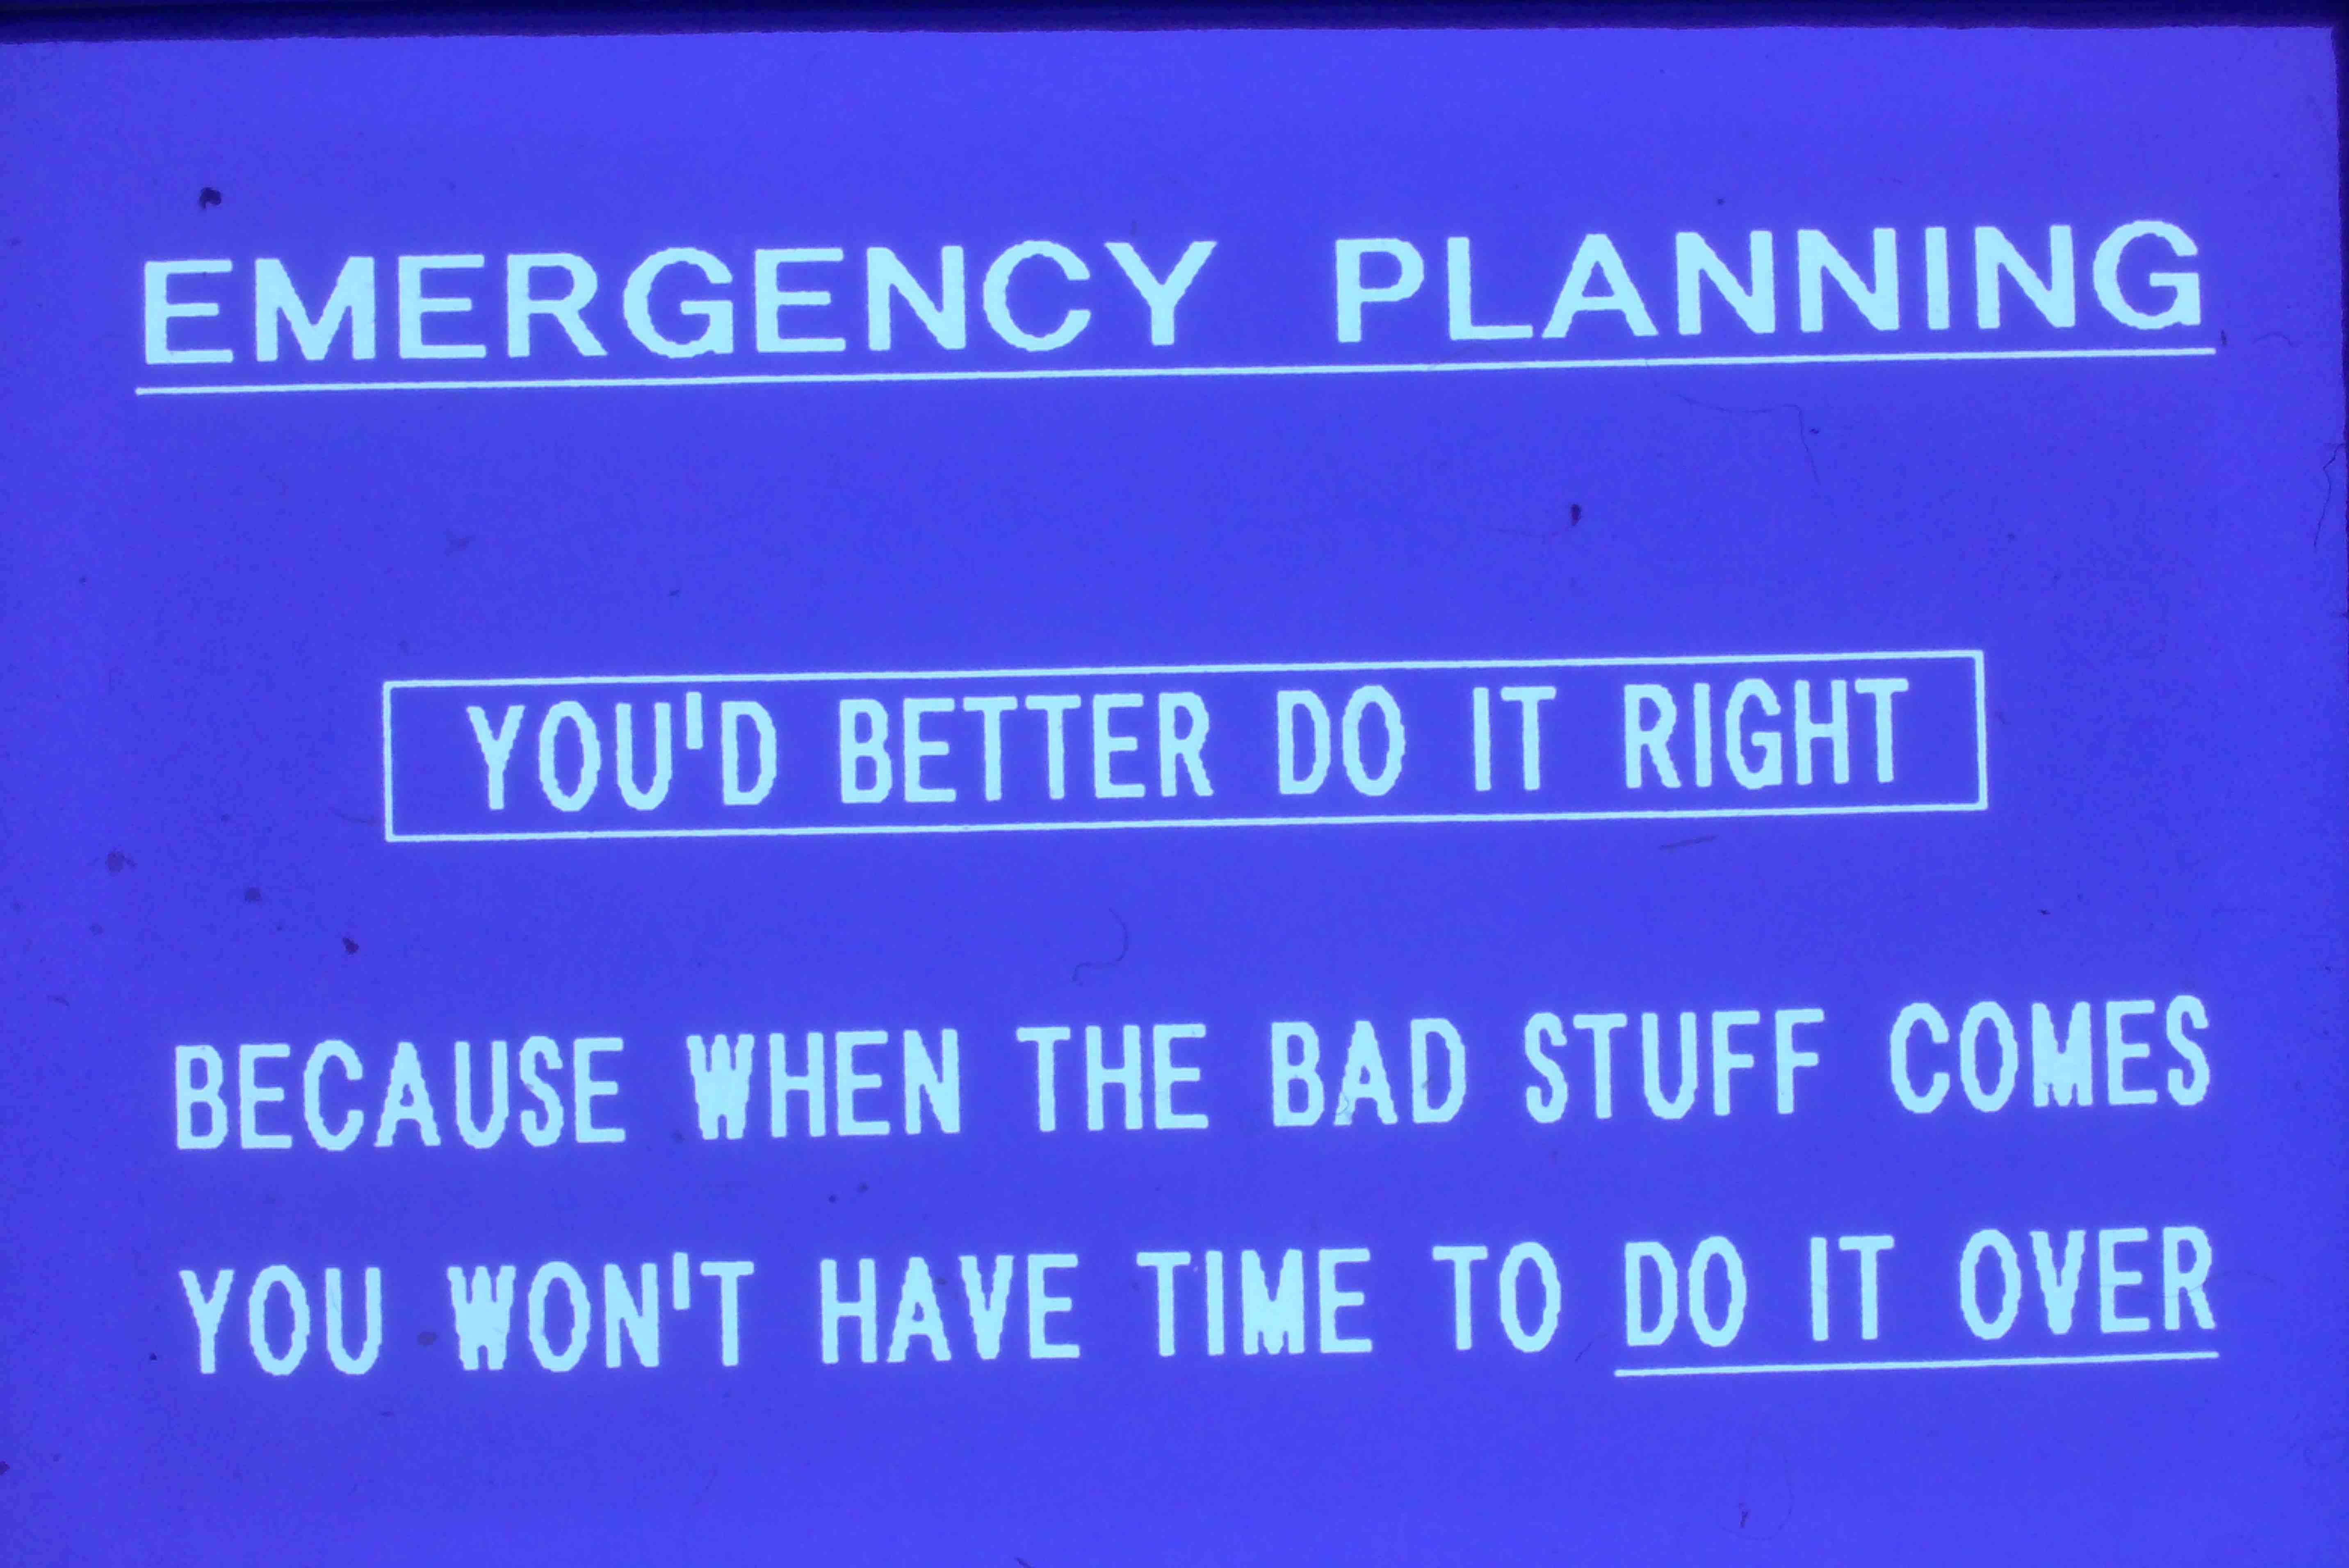 EMERGENCY PLANNING
YOU'D BETTER DO IT RIGHT
BECAUSE WHEN THE BAD STUFF COMES
YOU WON'T HAVE TIME TO DO IT OVER